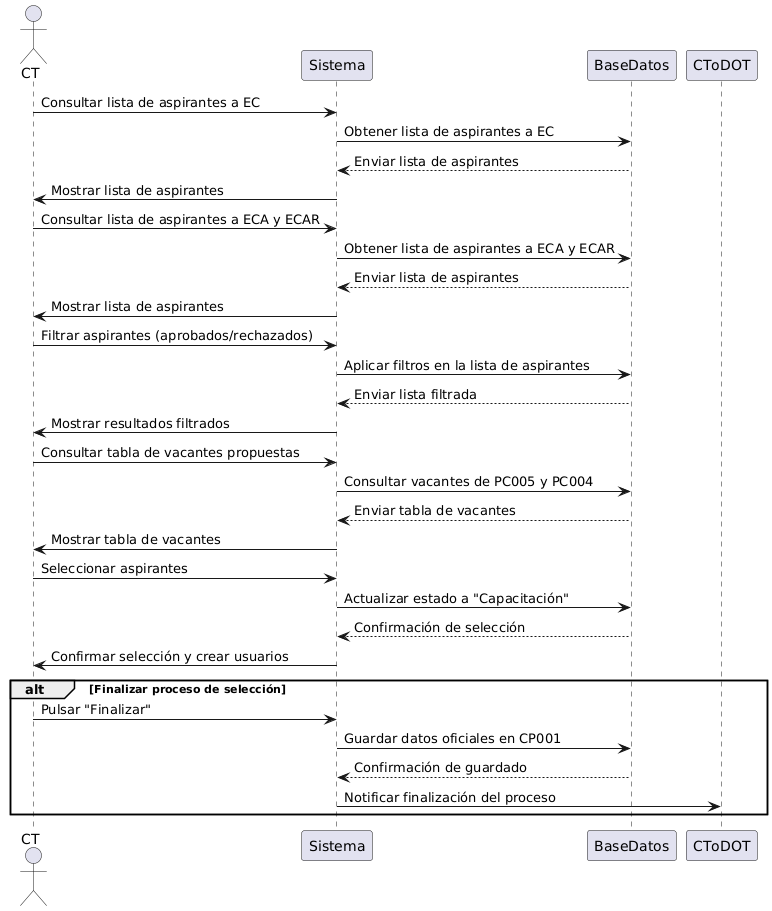 CT
Sistema
BaseDatos
CToDOT
Consultar lista de aspirantes a EC
Obtener lista de aspirantes a EC
Enviar lista de aspirantes
Mostrar lista de aspirantes
Consultar lista de aspirantes a ECA y ECAR
Obtener lista de aspirantes a ECA y ECAR
Enviar lista de aspirantes
Mostrar lista de aspirantes
Filtrar aspirantes (aprobados/rechazados)
Aplicar filtros en la lista de aspirantes
Enviar lista filtrada
Mostrar resultados filtrados
Consultar tabla de vacantes propuestas
Consultar vacantes de PC005 y PC004
Enviar tabla de vacantes
Mostrar tabla de vacantes
Seleccionar aspirantes
Actualizar estado a "Capacitación"
Confirmación de selección
Confirmar selección y crear usuarios
alt [Finalizar proceso de selección]
Pulsar "Finalizar"
Guardar datos oficiales en CP001
Confirmación de guardado
Notificar finalización del proceso
CT
Sistema
BaseDatos
CToDOT